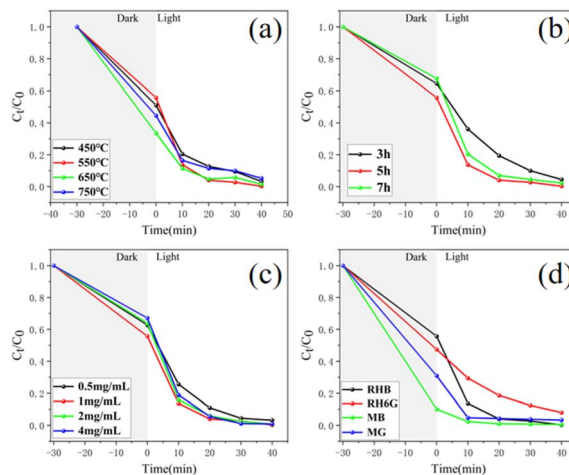 Dark Light (a)
Ct/C0
1.0
0.8
0.6
0.4
0.2
0.0
450℃
550℃
650℃
750℃
−40 −30 −20 −10 0 10 20 30 40 50
Time(min)
Dark Light (b)
Ct/C0
1.0
0.8
0.6
0.4
0.2
0.0
3h
5h
7h
−30 −20 −10 0 10 20 30 40
Time(min)
Dark Light (c)
Ct/C0
1.0
0.8
0.6
0.4
0.2
0.0
0.5mg/mL
1mg/mL
2mg/mL
4mg/mL
−30 −20 −10 0 10 20 30 40
Time(min)
Dark Light (d)
Ct/C0
1.0
0.8
0.6
0.4
0.2
0.0
RHB
RH6G
MB
MG
−30 −20 −10 0 10 20 30 40 50
Time(min)